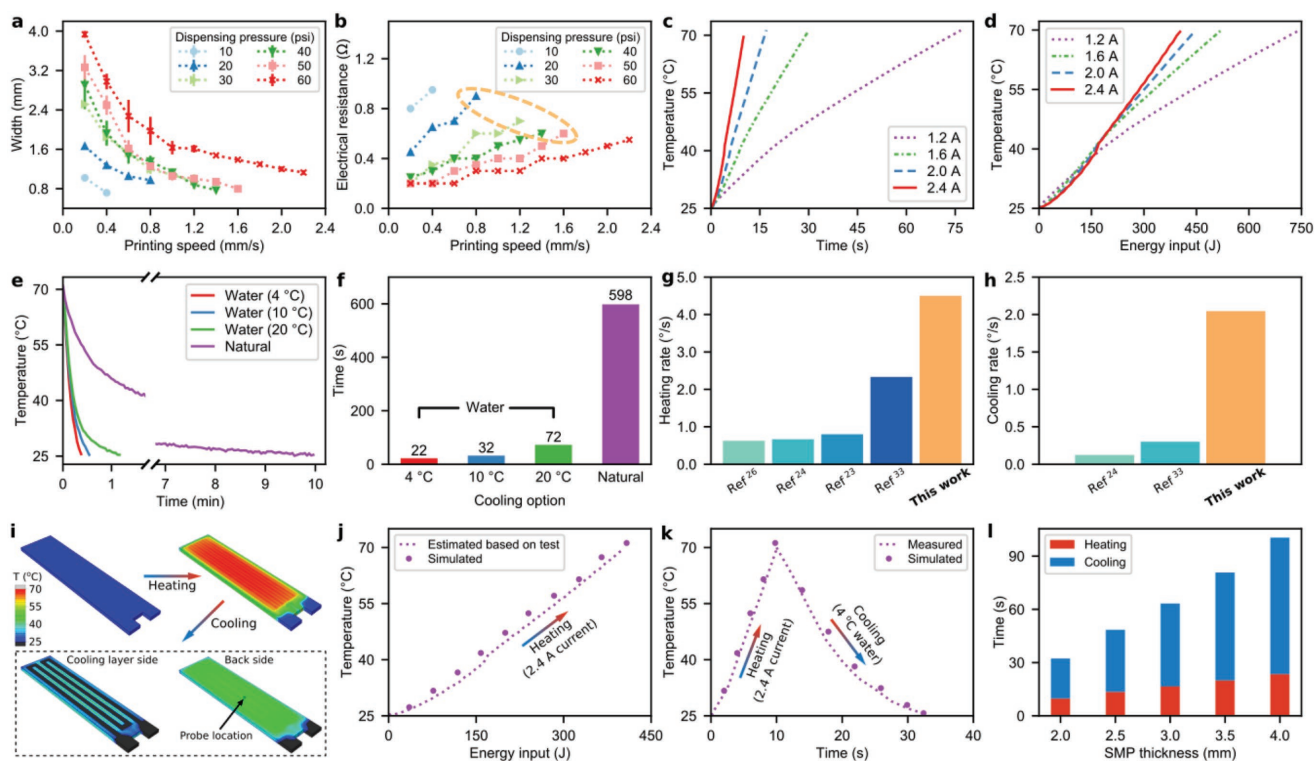 a
Width (mm)
4.0
3.2
2.4
1.6
0.8
Dispensing pressure (psi)
10 40
20 50
30 60
0.0 0.4 0.8 1.2 1.6 2.0 2.4
Printing speed (mm/s)
b
Electrical resistance (Ω)
1.2
0.9
0.6
0.4
0.0
Dispensing pressure (psi)
10 40
20 50
30 60
0.0 0.4 0.8 1.2 1.6 2.0 2.4
Printing speed (mm/s)
c
Temperature (°C)
70
55
40
25
1.2 A
1.6 A
2.0 A
2.4 A
0 15 30 45 60 75
Time (s)
d
Temperature (°C)
70
55
40
25
1.2 A
1.6 A
2.0 A
2.4 A
0 150 300 450 600 750
Energy input (J)
e
Temperature (°C)
70
55
40
25
Water (4 °C)
Water (10 °C)
Water (20 °C)
Natural
0 1 7 8 9 10
Time (min)
f
Time (s)
600
400
200
0
598
Water
22 32 72
4 °C 10 °C 20 °C Natural
Cooling option
g
Heating rate (°/s)
5.0
4.0
3.0
2.0
1.0
0.0
Ref 26 Ref 24 Ref 23 Ref 33 This work
h
Cooling rate (°/s)
2.5
2.0
1.5
1.0
0.5
0.0
Ref 24 Ref 33 This work
i
T (°C)
70
55
40
25
Heating
Cooling
Cooling layer side
Back side
Probe location
j
Temperature (°C)
70
55
40
25
Estimated based on test
Simulated
Heating
(2.4 A current)
0 150 300 450
Energy input (J)
k
Temperature (°C)
70
55
40
25
Measured
Simulated
Heating
(2.4 A current)
Cooling
(4 °C water)
0 10 20 30 40
Time (s)
l
Time (s)
90
60
30
0
Heating
Cooling
2.0 2.5 3.0 3.5 4.0
SMP thickness (mm)